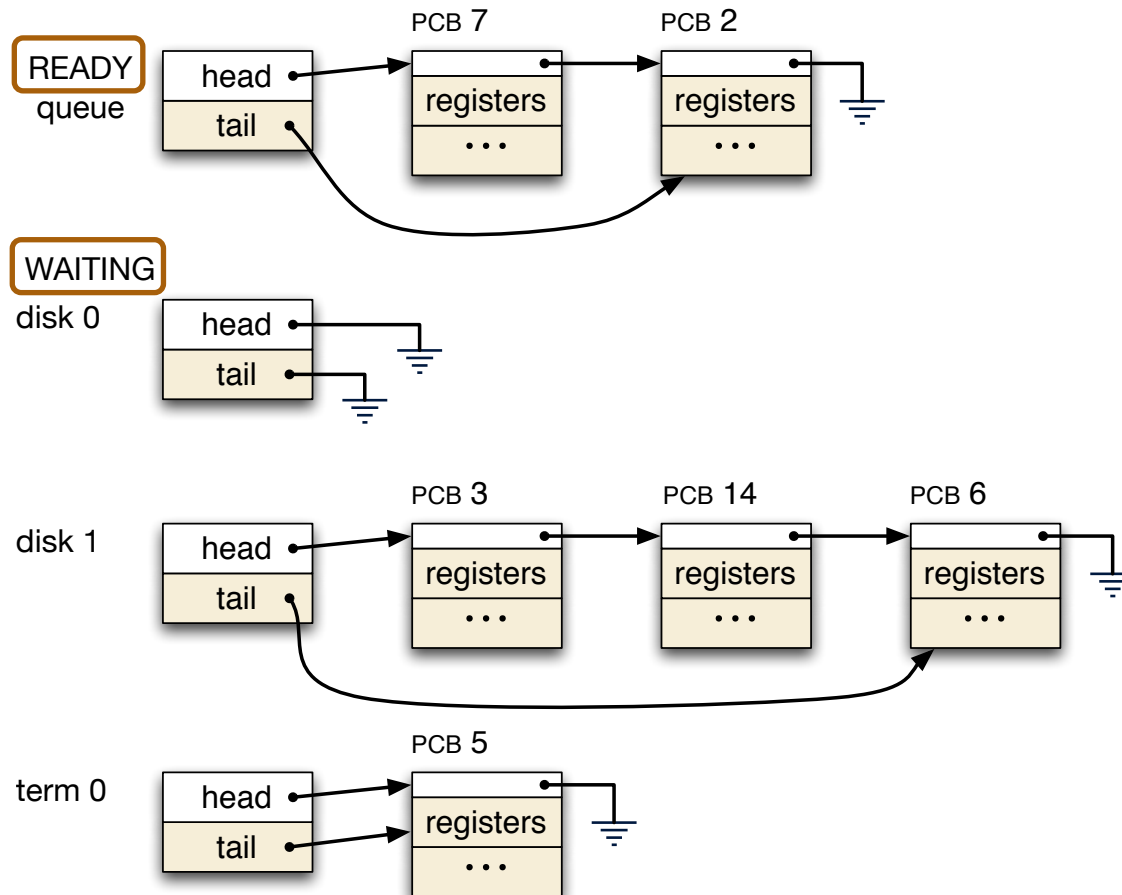 PCB 7
PCB 2
READY
queue
head
tail
registers
• • •
registers
• • •
WAITING
disk 0
head
tail
PCB 3
PCB 14
PCB 6
disk 1
head
tail
registers
• • •
registers
• • •
registers
• • •
PCB 5
term 0
head
tail
registers
• • •